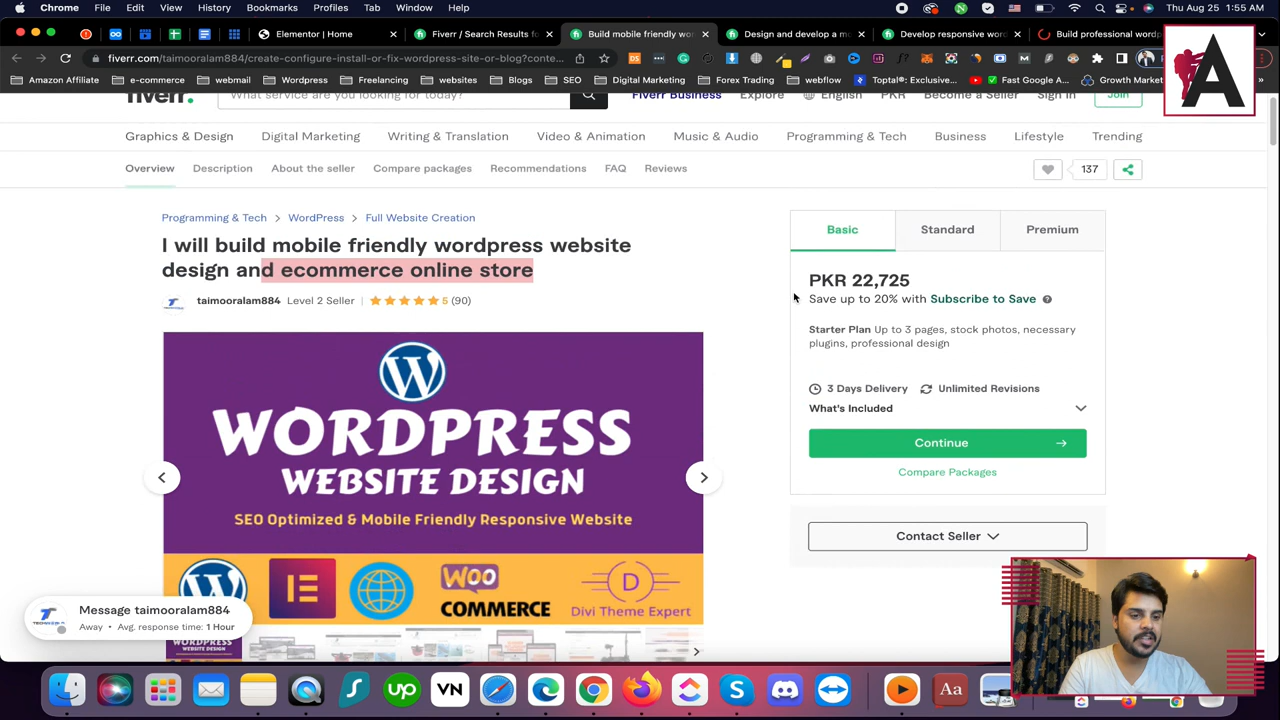 Chrome File Edit View History Bookmarks Profiles Tab Window Help Thu Aug 25 1:55 AM
Elementor | Home Fiverr / Search Results fo Build mobile friendly wo Design and develop a mo Develop responsive word Build professional wordp
fiverr.com/taimooralam884/create-configure-install-or-fix-wordpress-site-or-blog?conte...
Amazon Affiliate e-commerce webmail Wordpress Freelancing websites Blogs SEO Digital Marketing Forex Trading webflow Toptal®: Exclusive... Fast Google A... Growth Market
A
fiverr. What service are you looking for today? Fiverr Business Explore English PKR Become a Seller Sign In Join
Graphics & Design Digital Marketing Writing & Translation Video & Animation Music & Audio Programming & Tech Business Lifestyle Trending
Overview Description About the seller Compare packages Recommendations FAQ Reviews 137
Programming & Tech > WordPress > Full Website Creation
I will build mobile friendly wordpress website
design and ecommerce online store
taimooralam884 Level 2 Seller 5 (90)
WORDPRESS
WEBSITE DESIGN
SEO Optimized & Mobile Friendly Responsive Website
WOO
COMMERCE
D
Divi Theme Expert
WORDPRESS
WEBSITE DESIGN
Basic Standard Premium
PKR 22,725
Save up to 20% with Subscribe to Save
Starter Plan Up to 3 pages, stock photos, necessary
plugins, professional design
3 Days Delivery Unlimited Revisions
What's Included
Continue
Compare Packages
Contact Seller
Message taimooralam884
Away • Avg. response time: 1 Hour
up VN Aa